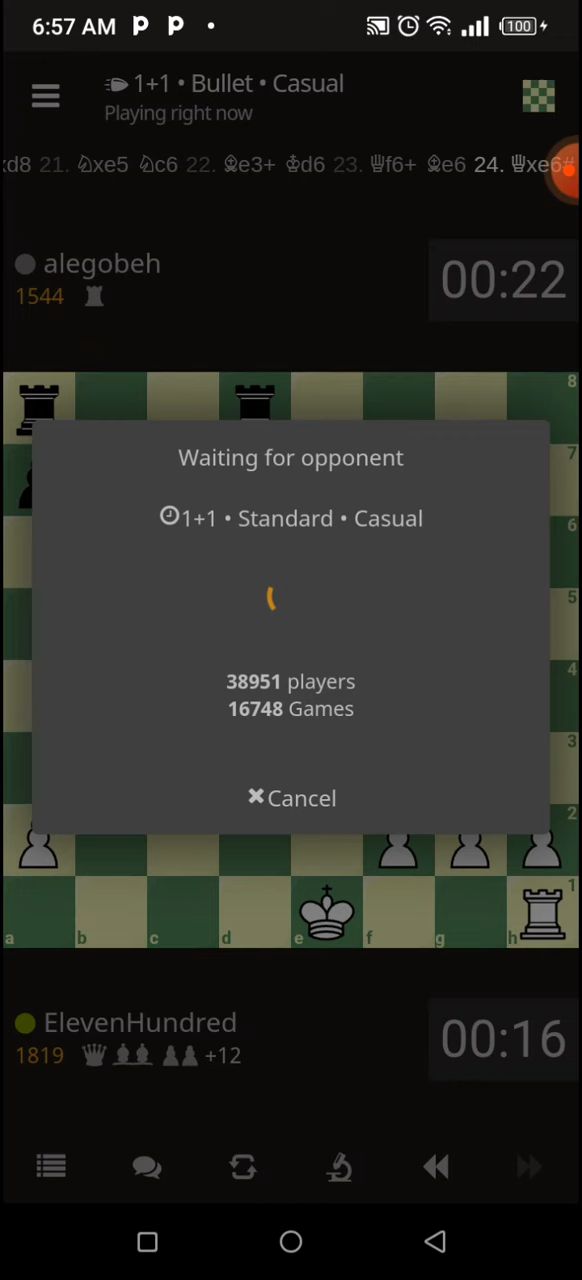 6:57 AM
100
1+1 • Bullet • Casual
Playing right now
xd8 21. ♘xe5 ♘c6 22. ♗e3+ ♔d6 23. ♕f6+ ♗e6 24. ♕xe6#
alegobeh
1544
00:22
8
7
Waiting for opponent
1+1 • Standard • Casual
6
5
38951 players
16748 Games
4
3
Cancel
2
1
a b c d e f g h
ElevenHundred
1819 +12
00:16